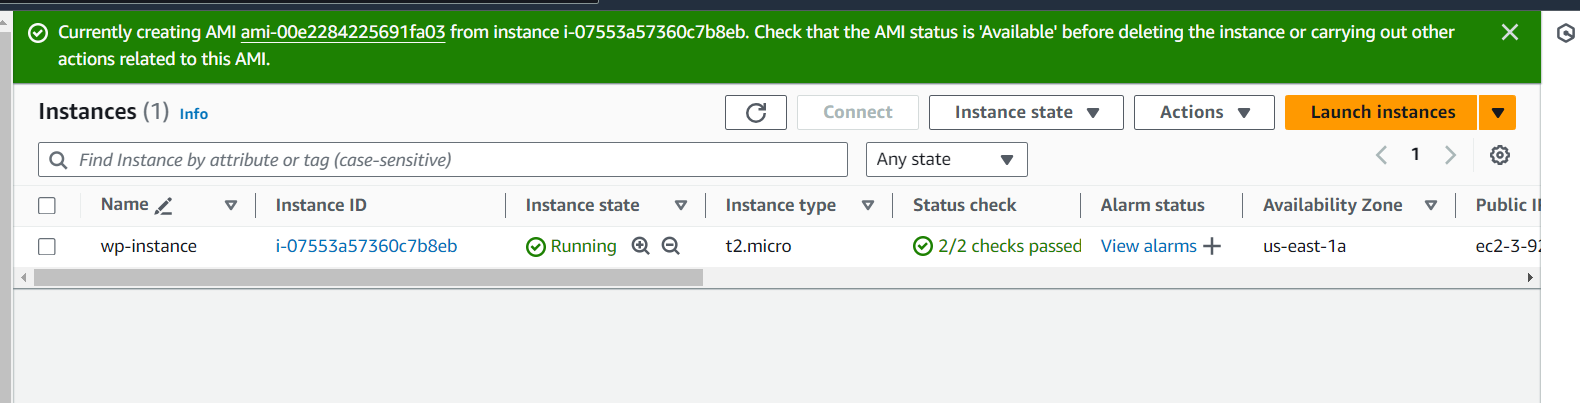 Currently creating AMI ami-00e2284225691fa03 from instance i-07553a57360c7b8eb. Check that the AMI status is 'Available' before deleting the instance or carrying out other
actions related to this AMI.
Instances (1) Info
Connect
Instance state
Actions
Launch instances
Find Instance by attribute or tag (case-sensitive)
Any state
1
Name Instance ID Instance state Instance type Status check Alarm status Availability Zone Public
wp-instance i-07553a57360c7b8eb Running t2.micro 2/2 checks passed View alarms us-east-1a ec2-3-92